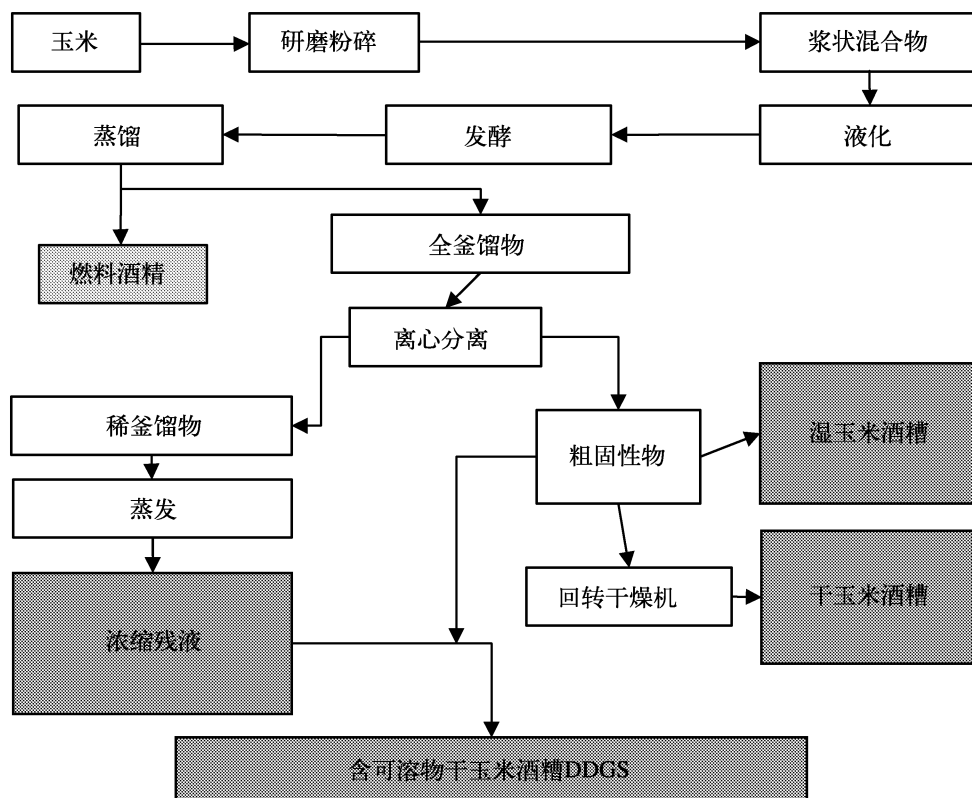 玉米
研磨粉碎
浆状混合物
蒸馏
发酵
液化
全釜馏物
燃料酒精
离心分离
稀釜馏物
粗固性物
湿玉米酒糟
蒸发
回转干燥机
干玉米酒糟
浓缩残液
含可溶物干玉米酒糟DDGS